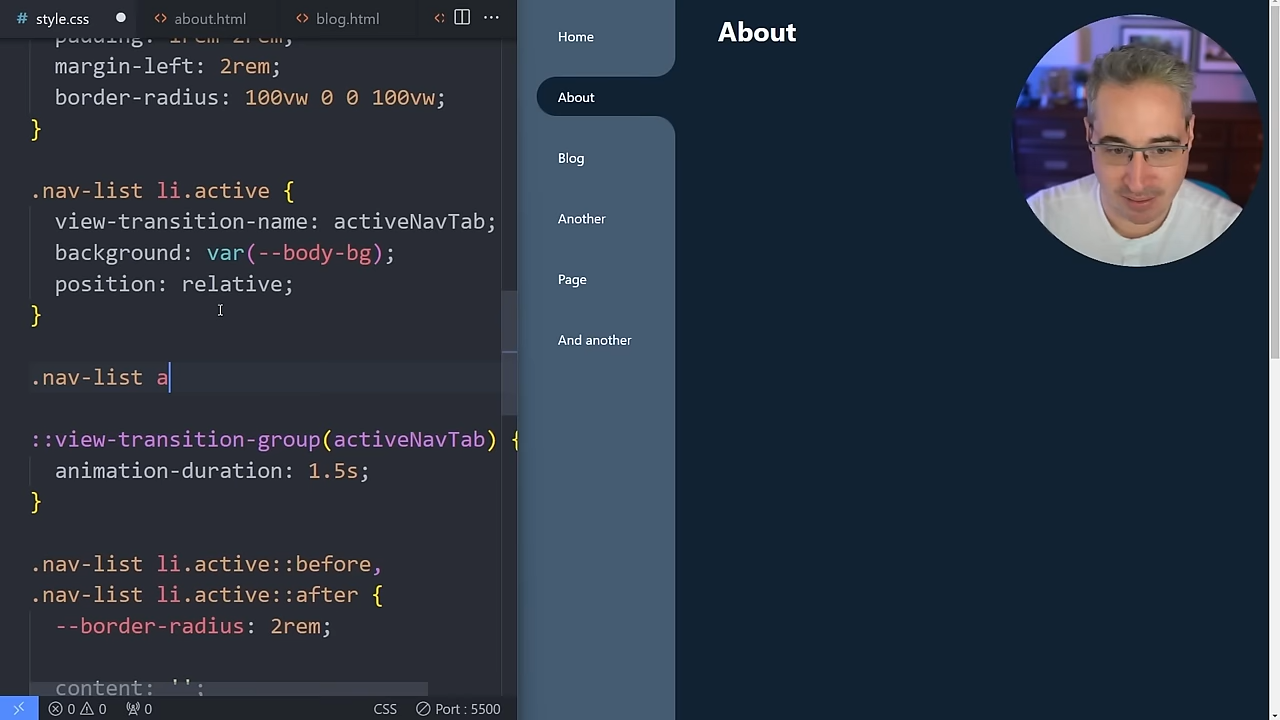 # style.css ● <> about.html <> blog.html <> ···
padding: 1rem 2rem;
margin-left: 2rem;
border-radius: 100vw 0 0 100vw;
}
.nav-list li.active {
view-transition-name: activeNavTab;
background: var(--body-bg);
position: relative;
}
.nav-list a
::view-transition-group(activeNavTab) {
animation-duration: 1.5s;
}
.nav-list li.active::before,
.nav-list li.active::after {
--border-radius: 2rem;
content: '';
0 0 0 CSS Port : 5500
Home
About
Blog
Another
Page
And another
About